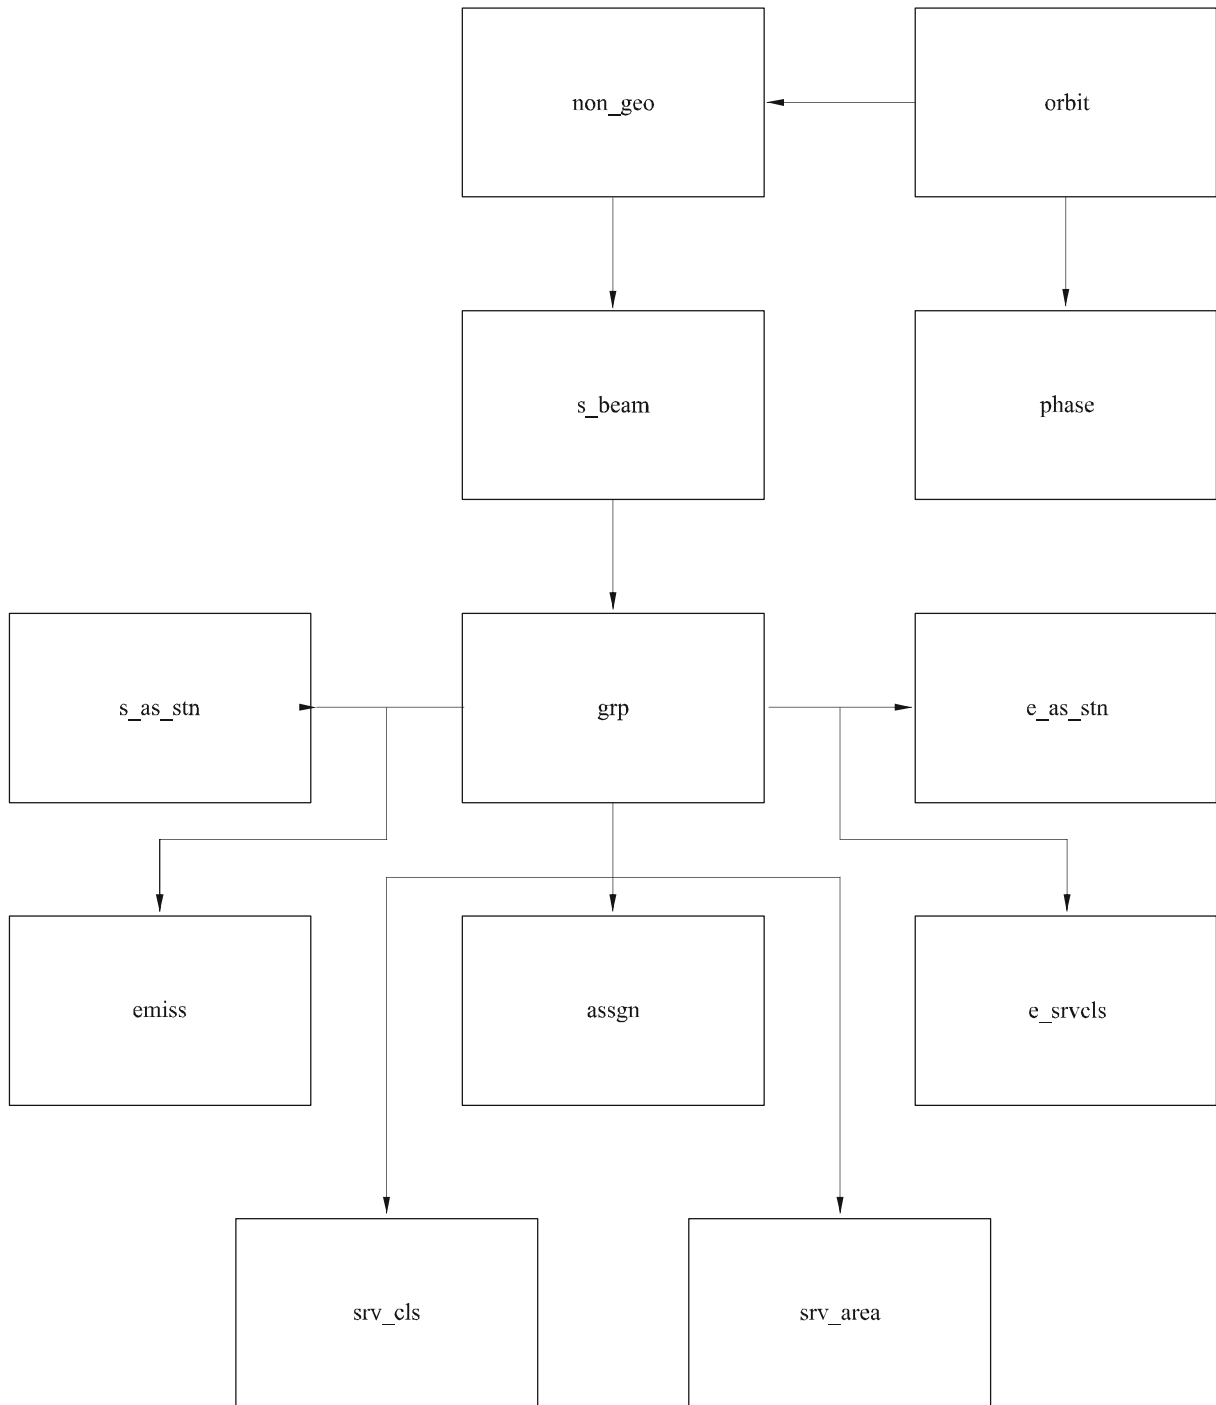 non_geo
orbit
s_beam
phase
s_as_stn
grp
e_as_stn
emiss
assgn
e_srvcls
srv_cls
srv_area